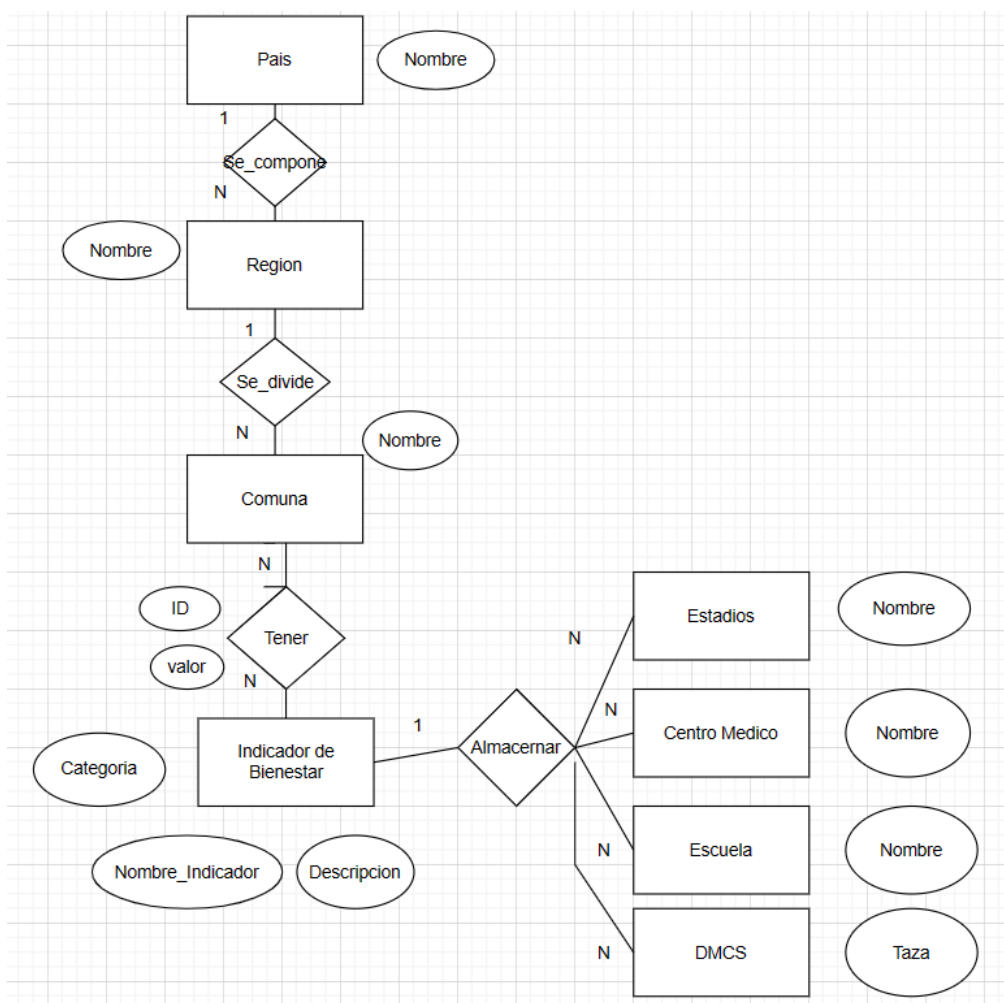 Pais
Nombre
1
Se_compone
N
Nombre
Region
1
Se_divide
N
Nombre
Comuna
N
ID
Tener
valor
N
Estadios
Nombre
N
N
Centro Medico
Nombre
1
Almacernar
Categoria
Indicador de
Bienestar
Nombre_Indicador
Descripcion
N
Escuela
Nombre
N
DMCS
Taza